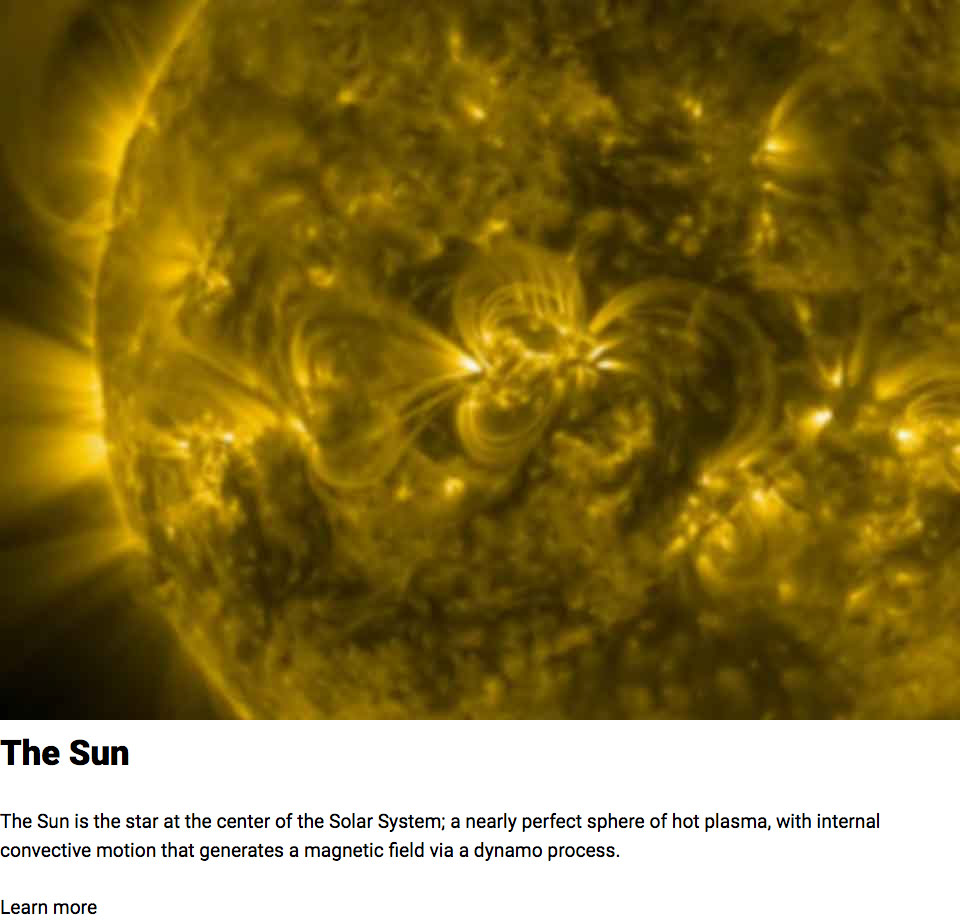 The Sun
The Sun is the star at the center of the Solar System; a nearly perfect sphere of hot plasma, with internal
convective motion that generates a magnetic field via a dynamo process.
Learn more